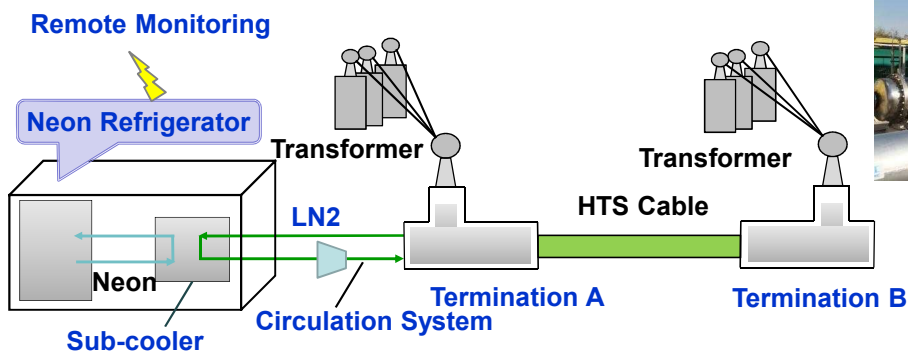 Remote Monitoring
Neon Refrigerator
Transformer
Transformer
LN2
HTS Cable
Neon
Termination A
Termination B
Circulation System
Sub-cooler